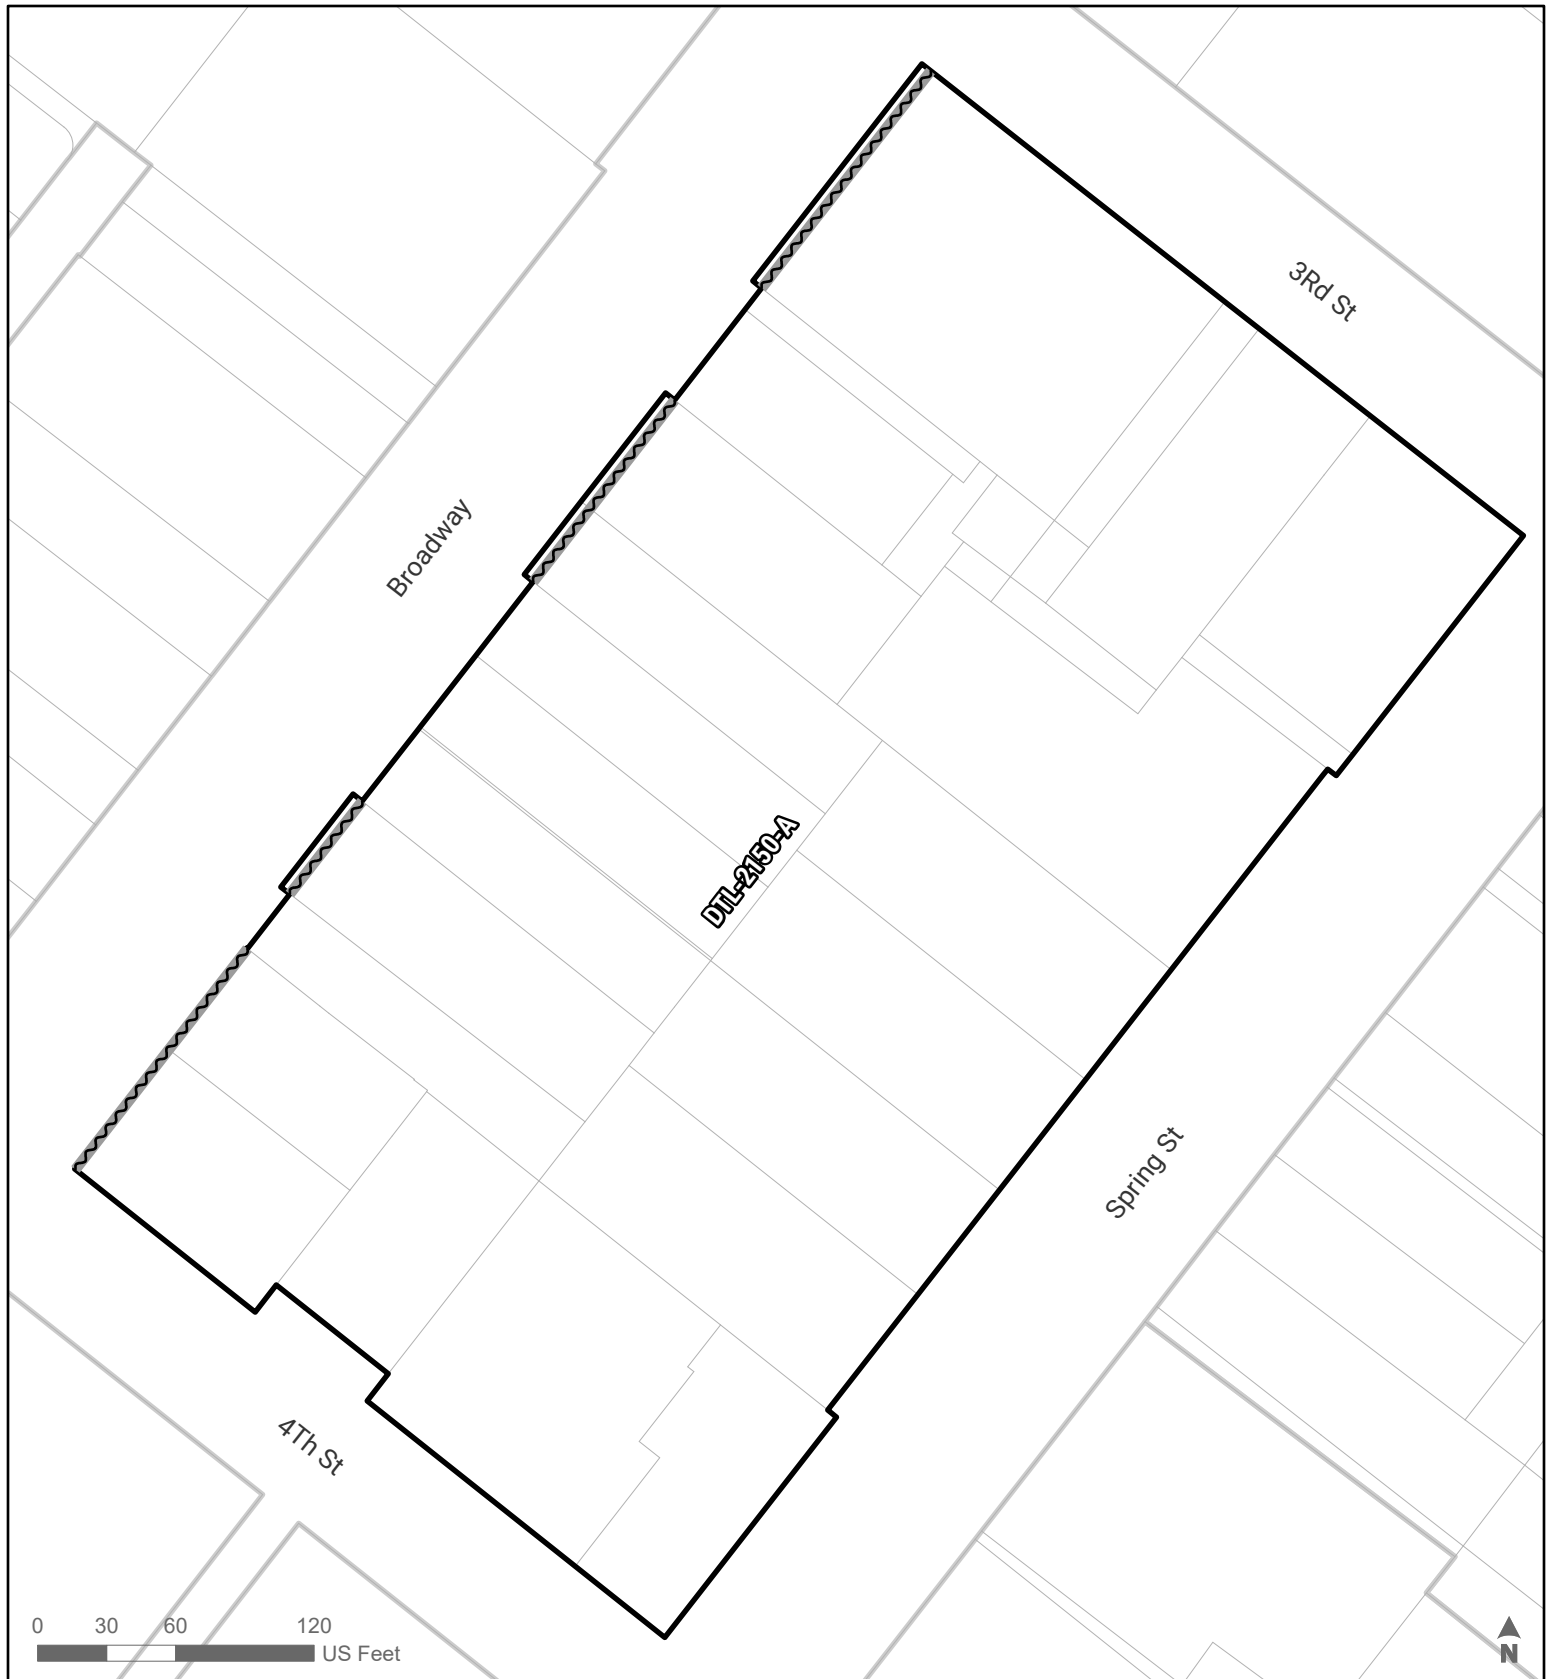 3Rd St
Broadway
DTL-2150-A
Spring St
4Th St
0 30 60 120
US Feet
N